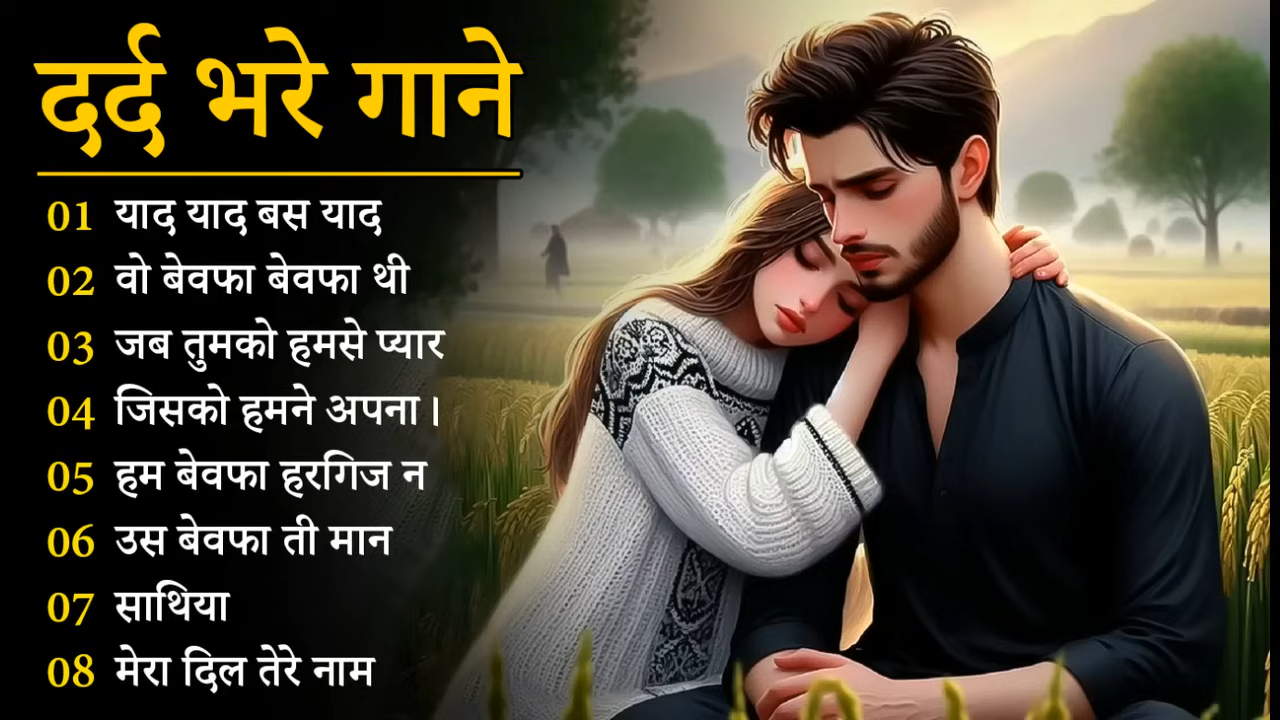 दर्द भरे गाने
01 याद याद बस याद
02 वो बेवफा बेवफा थी
03 जब तुमको हमसे प्यार
04 जिसको हमने अपना।
05 हम बेवफा हरगिज न
06 उस बेवफा ती मान
07 साथिया
08 मेरा दिल तेरे नाम